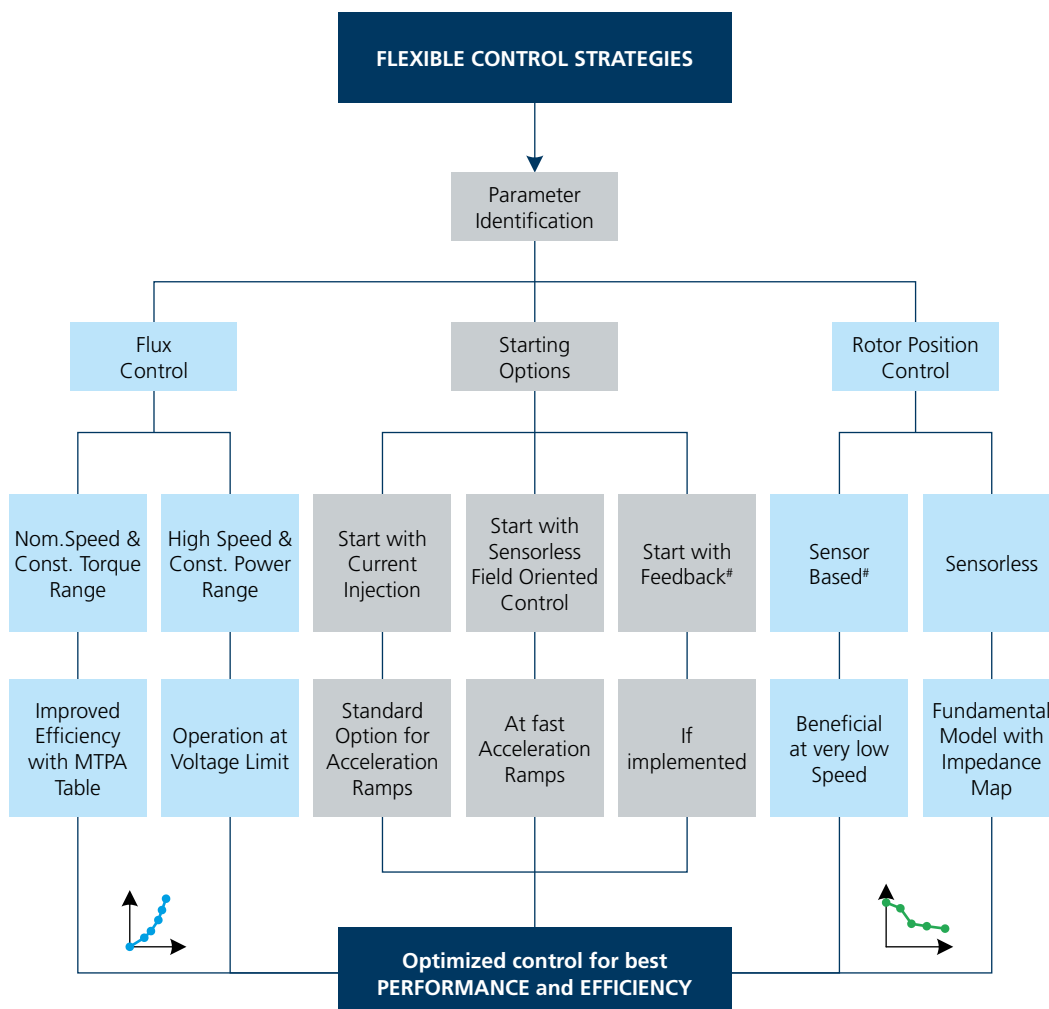 FLEXIBLE CONTROL STRATEGIES
Parameter
Identification
Flux
Control
Starting
Options
Rotor Position
Control
Nom.Speed &
Const. Torque
Range
High Speed &
Const. Power
Range
Start with
Current
Injection
Start with
Sensorless
Field Oriented
Control
Start with
Feedback#
Sensor
Based#
Sensorless
Improved
Efficiency
with MTPA
Table
Operation at
Voltage Limit
Standard
Option for
Acceleration
Ramps
At fast
Acceleration
Ramps
If
implemented
Beneficial
at very low
Speed
Fundamental
Model with
Impedance
Map
Optimized control for best
PERFORMANCE and EFFICIENCY